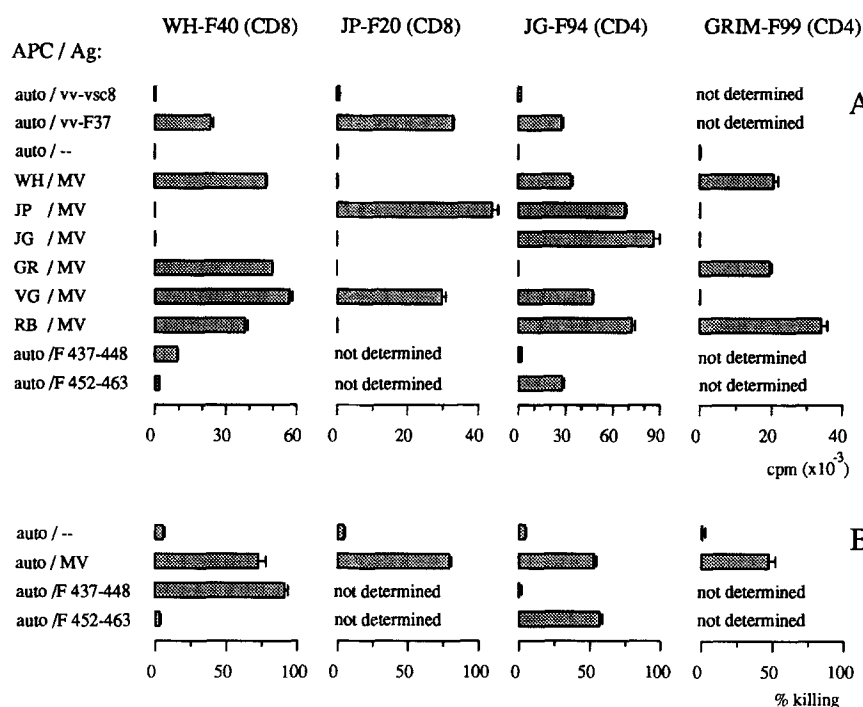 WH-F40 (CD8) JP-F20 (CD8) JG-F94 (CD4) GRIM-F99 (CD4)
APC / Ag:
auto / vv-vsc8 not determined
A
auto / vv-F37 not determined
auto / --
WH / MV
JP / MV
JG / MV
GR / MV
VG / MV
RB / MV
auto /F 437-448 not determined not determined
auto /F 452-463 not determined not determined
0 30 60 0 20 40 0 30 60 90 0 20 40
cpm (x10⁻³)
auto / --
B
auto / MV
auto /F 437-448 not determined not determined
auto /F 452-463 not determined not determined
0 50 100 0 50 100 0 50 100 0 50 100
% killing